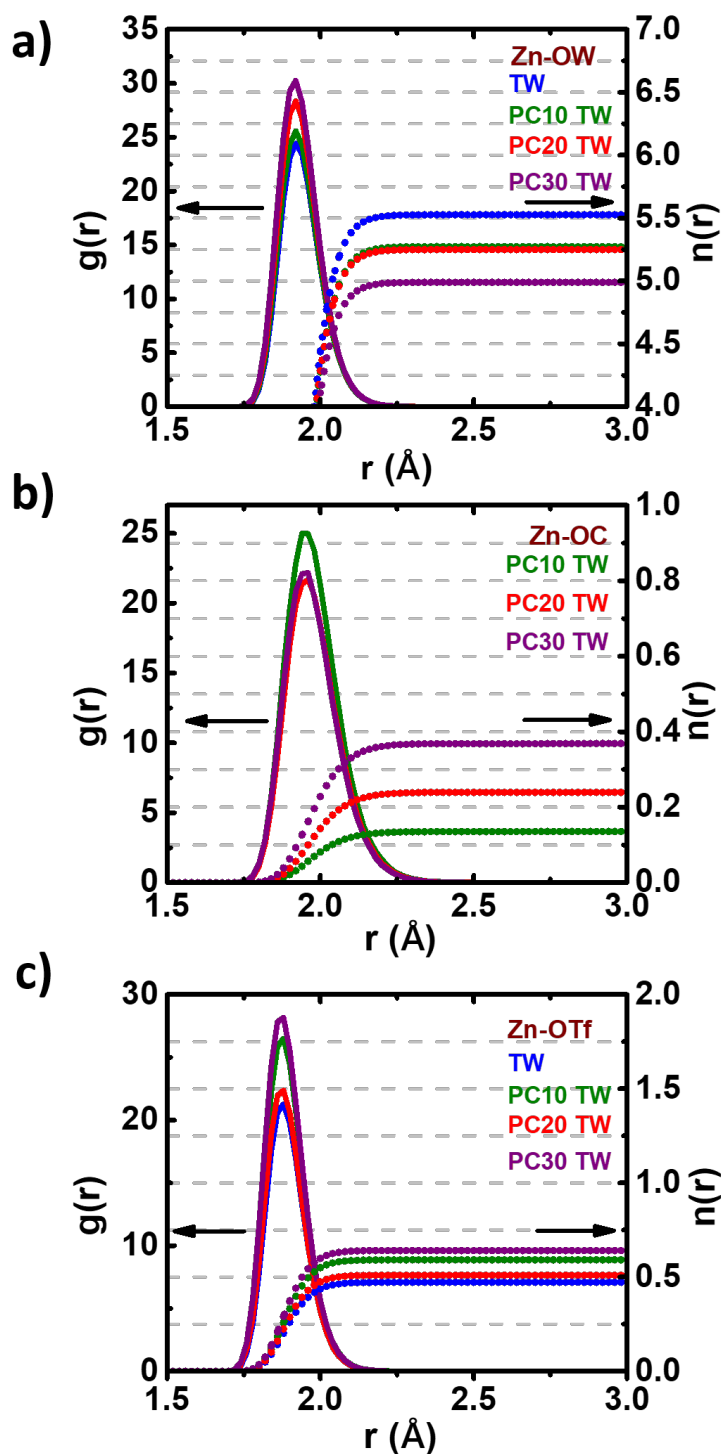 a)
Zn-OW
TW
PC10 TW
PC20 TW
PC30 TW
g(r)
35
30
25
20
15
10
5
0
n(r)
7.0
6.5
6.0
5.5
5.0
4.5
4.0
1.5 2.0 2.5 3.0
r (Å)
b)
Zn-OC
PC10 TW
PC20 TW
PC30 TW
g(r)
25
20
15
10
5
0
n(r)
1.0
0.8
0.6
0.4
0.2
0.0
1.5 2.0 2.5 3.0
r (Å)
c)
Zn-OTf
TW
PC10 TW
PC20 TW
PC30 TW
g(r)
30
20
10
0
n(r)
2.0
1.5
1.0
0.5
0.0
1.5 2.0 2.5 3.0
r (Å)